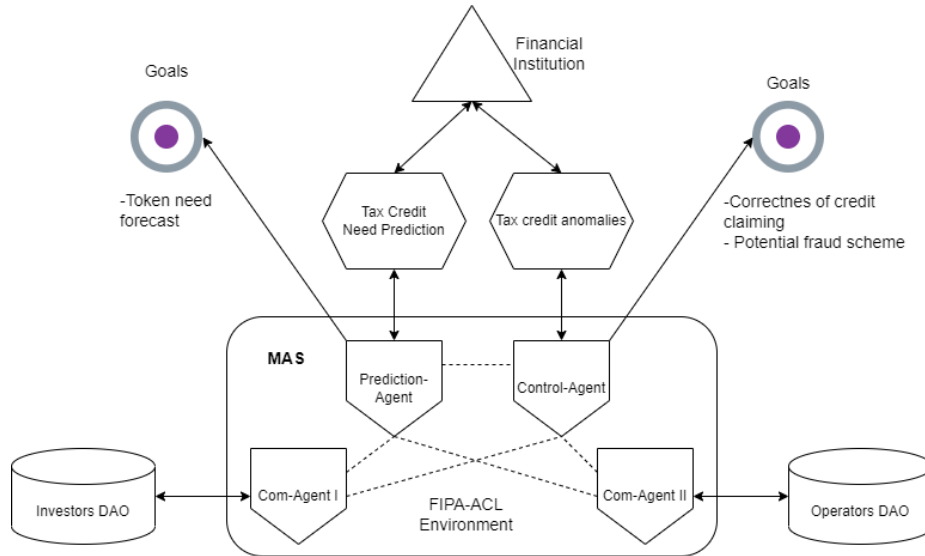 Financial
Institution
Goals
Goals
-Token need
forecast
Tax Credit
Need Prediction
Tax credit anomalies
-Correctnes of credit
claiming
- Potential fraud scheme
MAS
Prediction-
Agent
Control-Agent
Investors DAO
Com-Agent I
FIPA-ACL
Environment
Com-Agent II
Operators DAO